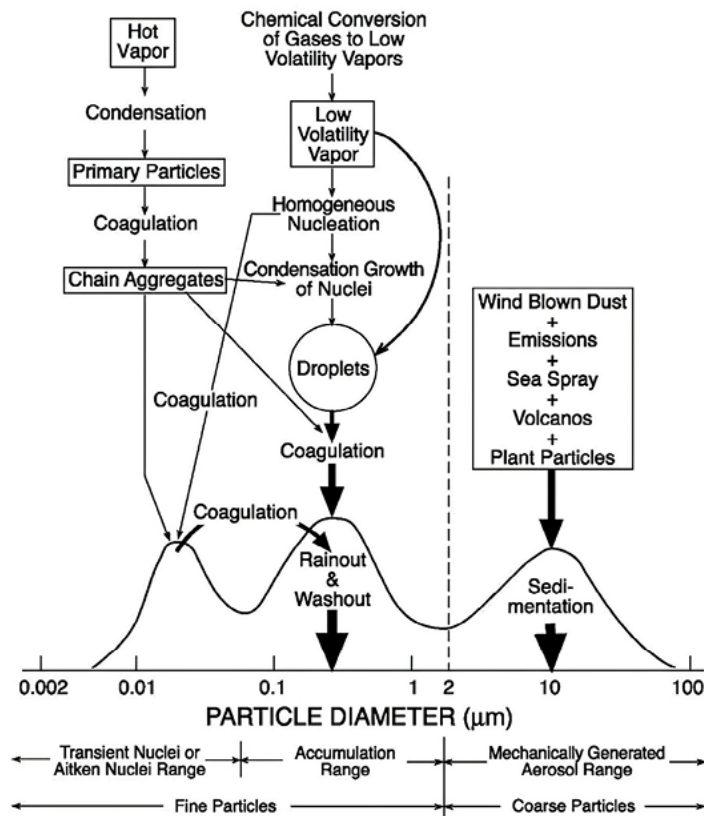 Hot
Vapor
Condensation
Primary Particles
Coagulation
Chain Aggregates
Chemical Conversion
of Gases to Low
Volatility Vapors
Low
Volatility
Vapor
Homogeneous
Nucleation
Condensation Growth
of Nuclei
Droplets
Coagulation
Coagulation
Coagulation
Rainout
&
Washout
Wind Blown Dust
+
Emissions
+
Sea Spray
+
Volcanos
+
Plant Particles
Sedi-
mentation
0.002 0.01 0.1 1 2 10 100
PARTICLE DIAMETER (μm)
Transient Nuclei or
Aitken Nuclei Range
Accumulation
Range
Mechanically Generated
Aerosol Range
Fine Particles
Coarse Particles